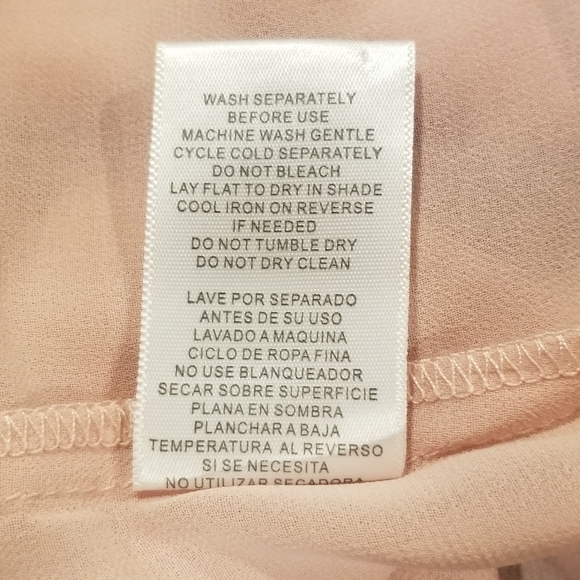 WASH SEPARATELY
BEFORE USE
MACHINE WASH GENTLE
CYCLE COLD SEPARATELY
DO NOT BLEACH
LAY FLAT TO DRY IN SHADE
COOL IRON ON REVERSE
IF NEEDED
DO NOT TUMBLE DRY
DO NOT DRY CLEAN
LAVE POR SEPARADO
ANTES DE SU USO
LAVADO A MAQUINA
CICLO DE ROPA FINA
NO USE BLANQUEADOR
SECAR SOBRE SUPERFICIE
PLANA EN SOMBRA
PLANCHAR A BAJA
TEMPERATURA AL REVERSO
SI SE NECESITA
NO UTILIZAR SECADORA